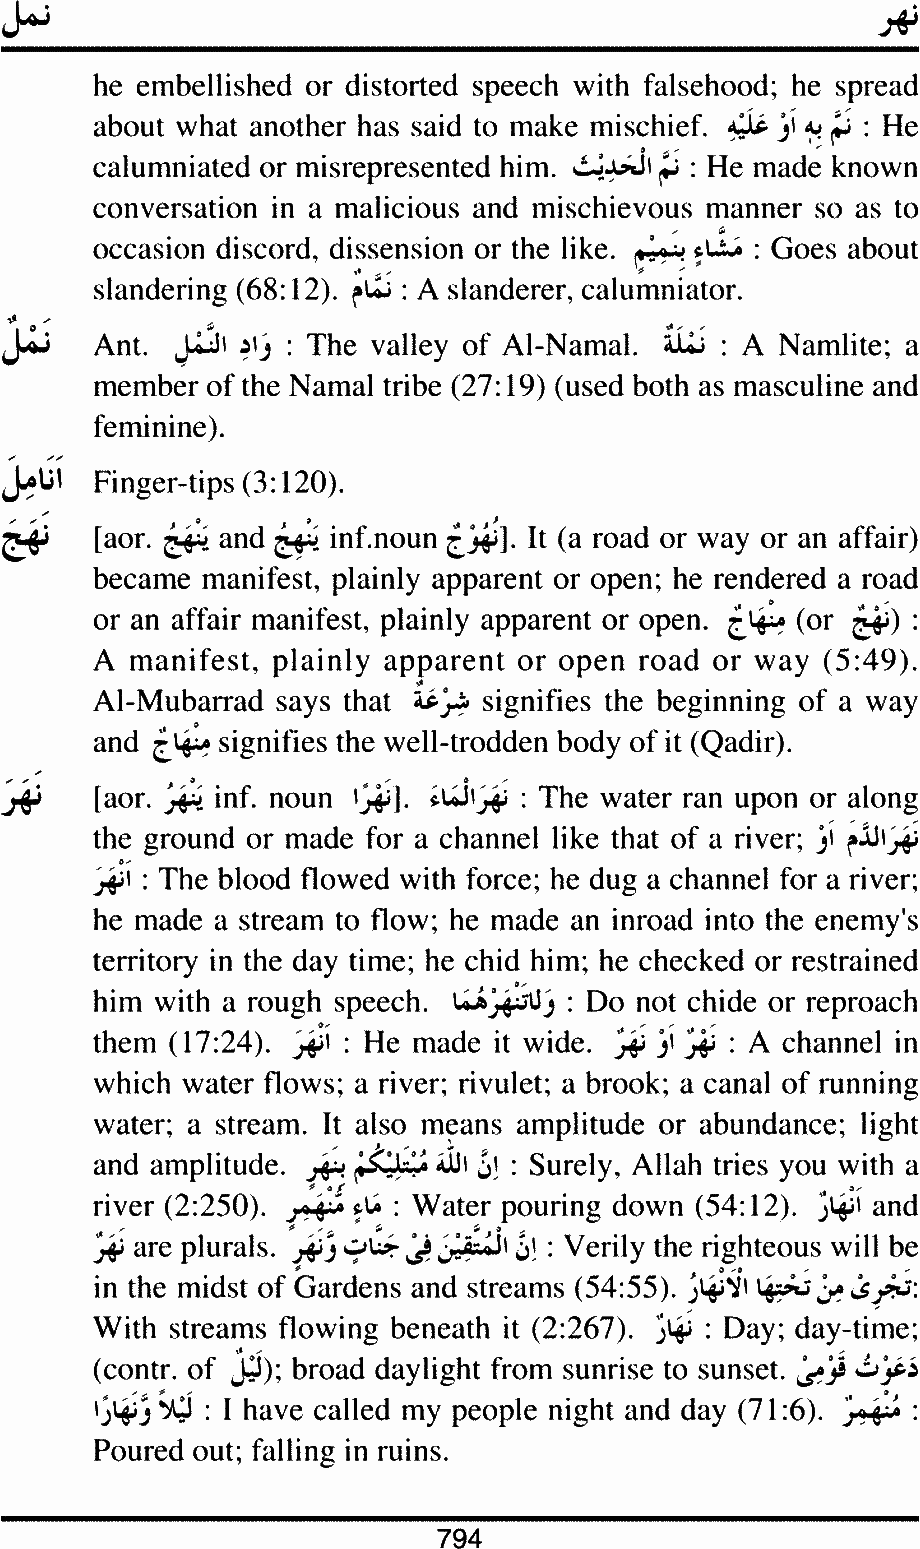 نمل نهر
he embellished or distorted speech with falsehood; he spread
about what another has said to make mischief. نَمَّ بِهِ اَوْ عَلَيْهِ : He
calumniated or misrepresented him. نَمَّ الْحَدِيْثَ : He made known
conversation in a malicious and mischievous manner so as to
occasion discord, dissension or the like. مَشَّاءٍ بِنَمِيْمٍ : Goes about
slandering (68:12). نَمَّامٌ : A slanderer, calumniator.
نَمْلٌ Ant. وَادِ النَّمْلِ : The valley of Al-Namal. نَمْلَةٌ : A Namlite; a
member of the Namal tribe (27:19) (used both as masculine and
feminine).
اَنَامِلَ Finger-tips (3:120).
نَهَجَ [aor. يَنْهَجُ and يَنْهِجُ inf.noun نُهُوْجٌ]. It (a road or way or an affair)
became manifest, plainly apparent or open; he rendered a road
or an affair manifest, plainly apparent or open. مِنْهَاجٌ (or نَهْجٌ) :
A manifest, plainly apparent or open road or way (5:49).
Al-Mubarrad says that شِرْعَةٌ signifies the beginning of a way
and مِنْهَاجٌ signifies the well-trodden body of it (Qadir).
نَهَرَ [aor. يَنْهَرُ inf. noun نَهْرًا]. نَهَرَالْمَاءُ : The water ran upon or along
the ground or made for a channel like that of a river; نَهَرَالدَّمُ اَوْ
اَنْهَرَ : The blood flowed with force; he dug a channel for a river;
he made a stream to flow; he made an inroad into the enemy's
territory in the day time; he chid him; he checked or restrained
him with a rough speech. وَلَاتَنْهَرْهُمَا : Do not chide or reproach
them (17:24). اَنْهَرَ : He made it wide. نَهْرٌ اَوْ نَهَرٌ : A channel in
which water flows; a river; rivulet; a brook; a canal of running
water; a stream. It also means amplitude or abundance; light
and amplitude. اِنَّ اللّٰهَ مُبْتَلِيْكُمْ بِنَهَرٍ : Surely, Allah tries you with a
river (2:250). مَاءٍ مُّنْهَمِرٍ : Water pouring down (54:12). اَنْهَارٌ and
نُهُرٌ are plurals. اِنَّ الْمُتَّقِيْنَ فِىْ جَنَّاتٍ وَّنَهَرٍ : Verily the righteous will be
in the midst of Gardens and streams (54:55). تَجْرِىْ مِنْ تَحْتِهَا الْاَنْهَارُ:
With streams flowing beneath it (2:267). نَهَارٌ : Day; day-time;
(contr. of لَيْلٌ); broad daylight from sunrise to sunset. دَعَوْتُ قَوْمِىْ
لَيْلًا وَّنَهَارًا : I have called my people night and day (71:6). مُنْهَمِرٌ :
Poured out; falling in ruins.
794